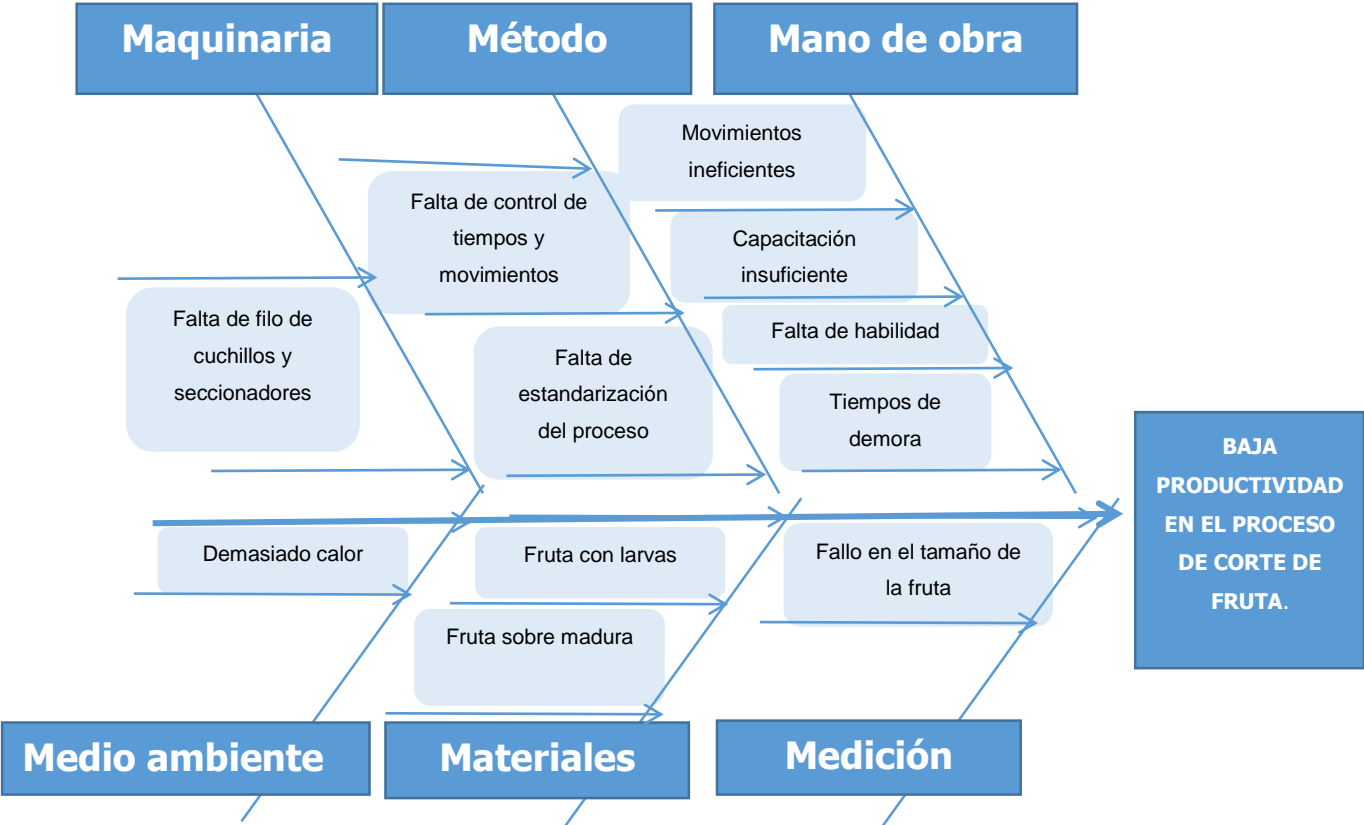 Maquinaria
Método
Mano de obra
Movimientos
ineficientes
Falta de control de
tiempos y
movimientos
Capacitación
insuficiente
Falta de filo de
cuchillos y
seccionadores
Falta de habilidad
Falta de
estandarización
del proceso
Tiempos de
demora
BAJA
PRODUCTIVIDAD
EN EL PROCESO
DE CORTE DE
FRUTA.
Demasiado calor
Fruta con larvas
Fallo en el tamaño de
la fruta
Fruta sobre madura
Medio ambiente
Materiales
Medición